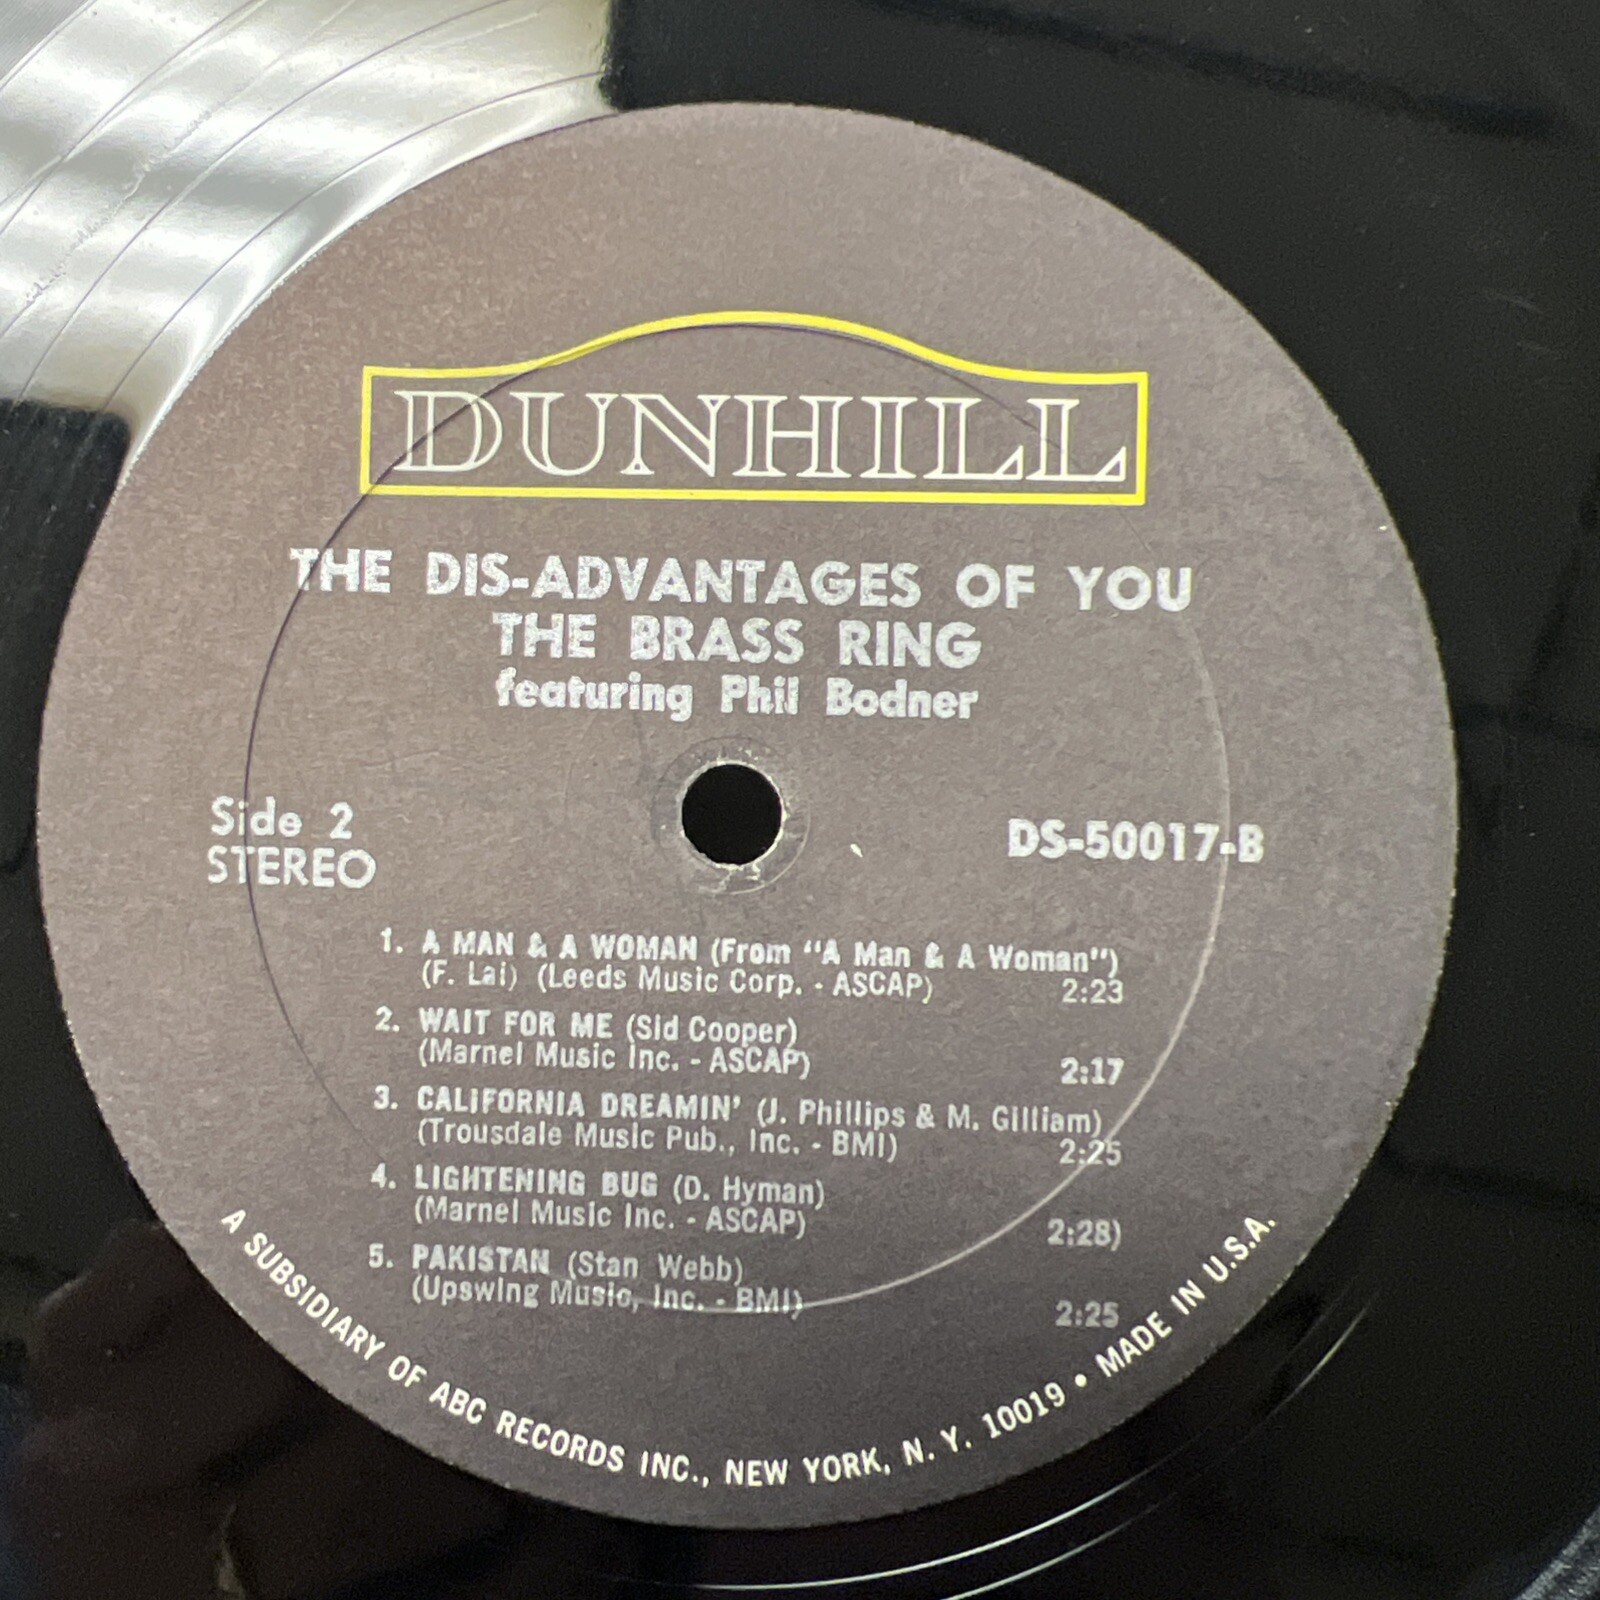 DUNHILL
THE DIS-ADVANTAGES OF YOU
THE BRASS RING
featuring Phil Bodner
Side 2
STEREO
DS-50017-B
1. A MAN & A WOMAN (From "A Man & A Woman")
(F. Lai) (Leeds Music Corp. - ASCAP) 2:23
2. WAIT FOR ME (Sid Cooper)
(Marnel Music Inc. - ASCAP) 2:17
3. CALIFORNIA DREAMIN' (J. Phillips & M. Gilliam)
(Trousdale Music Pub., Inc. - BMI) 2:25
4. LIGHTENING BUG (D. Hyman)
(Marnel Music Inc. - ASCAP) 2:28)
5. PAKISTAN (Stan Webb)
(Upswing Music, Inc. - BMI) 2:25
A SUBSIDIARY OF ABC RECORDS INC., NEW YORK, N. Y. 10019 • MADE IN U.S.A.